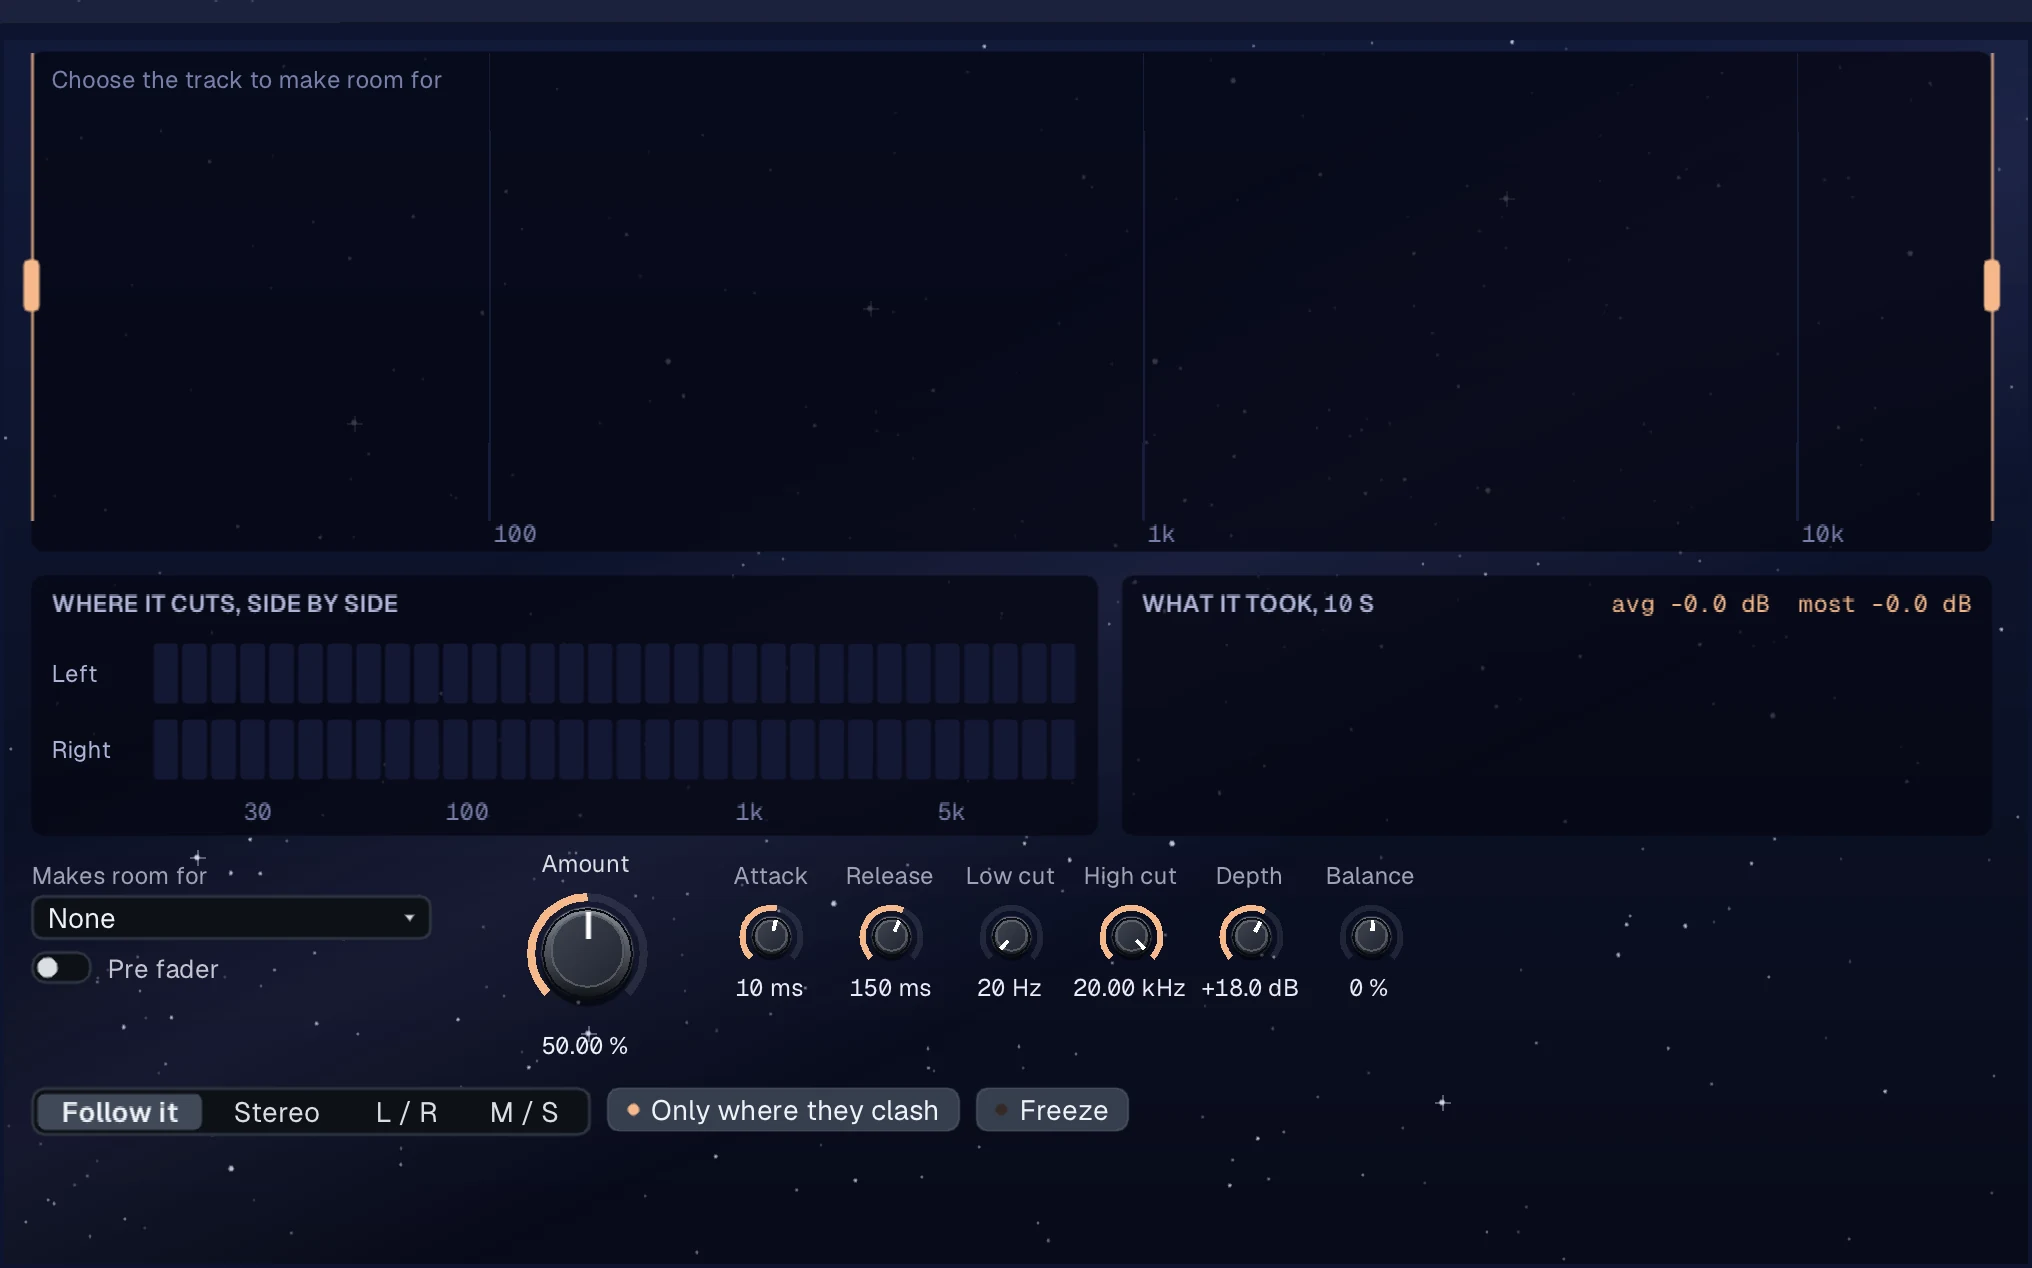 Choose the track to make room for
100 1k 10k
WHERE IT CUTS, SIDE BY SIDE
Left
Right
30 100 1k 5k
WHAT IT TOOK, 10 S avg -0.0 dB most -0.0 dB
Makes room for
None
Pre fader
Amount
50.00 %
Attack Release Low cut High cut Depth Balance
10 ms 150 ms 20 Hz 20.00 kHz +18.0 dB 0 %
Follow it Stereo L / R M / S Only where they clash Freeze